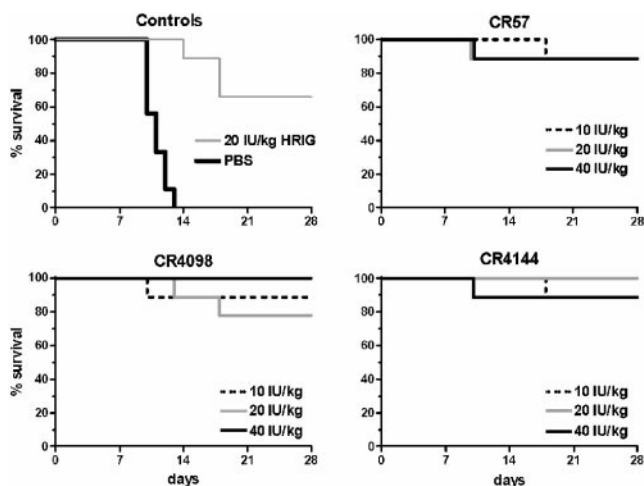 Controls
% survival
100
80
60
40
20
0
20 IU/kg HRIG
PBS
0 7 14 21 28
CR57
100
80
60
40
20
0
10 IU/kg
20 IU/kg
40 IU/kg
0 7 14 21 28
CR4098
% survival
100
80
60
40
20
0
10 IU/kg
20 IU/kg
40 IU/kg
0 7 14 21 28
days
CR4144
100
80
60
40
20
0
10 IU/kg
20 IU/kg
40 IU/kg
0 7 14 21 28
days